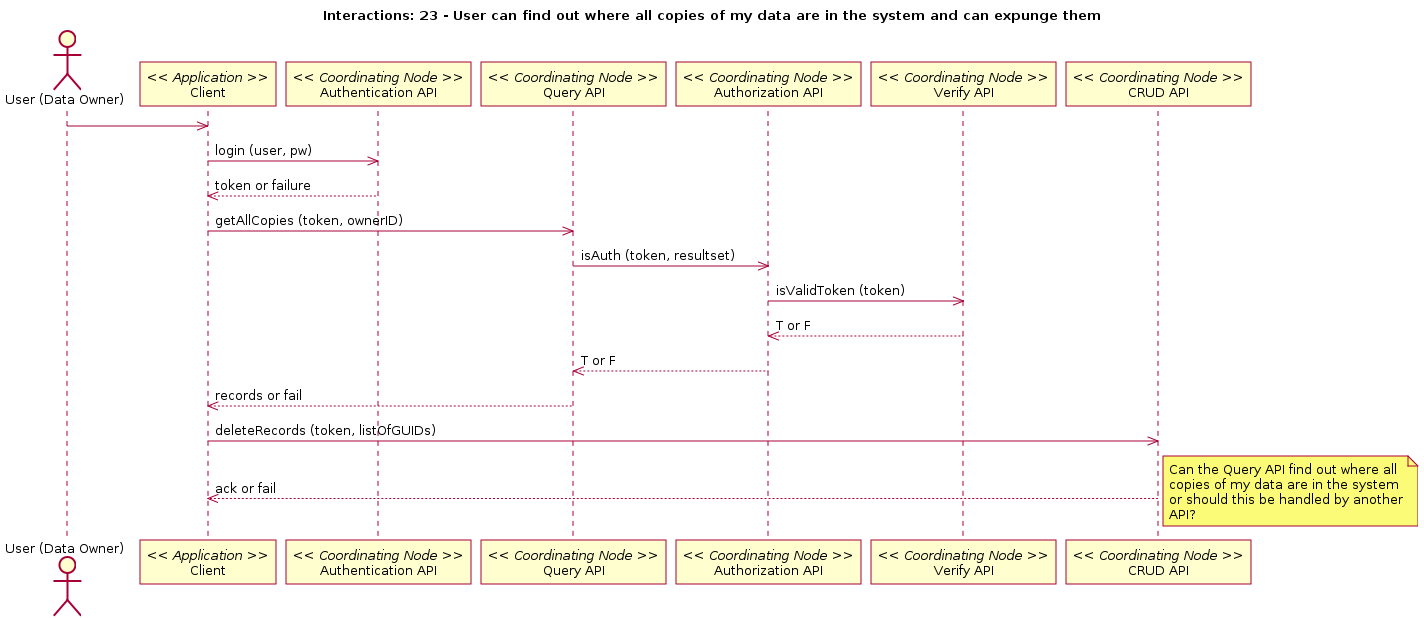 Interactions: 23 - User can find out where all copies of my data are in the system and can expunge them
User (Data Owner)
<< Application >>
Client
<< Coordinating Node >>
Authentication API
<< Coordinating Node >>
Query API
<< Coordinating Node >>
Authorization API
<< Coordinating Node >>
Verify API
<< Coordinating Node >>
CRUD API
login (user, pw)
token or failure
getAllCopies (token, ownerID)
isAuth (token, resultset)
isValidToken (token)
T or F
T or F
records or fail
deleteRecords (token, listOfGUIDs)
Can the Query API find out where all
copies of my data are in the system
or should this be handled by another
API?
ack or fail
User (Data Owner)
<< Application >>
Client
<< Coordinating Node >>
Authentication API
<< Coordinating Node >>
Query API
<< Coordinating Node >>
Authorization API
<< Coordinating Node >>
Verify API
<< Coordinating Node >>
CRUD API